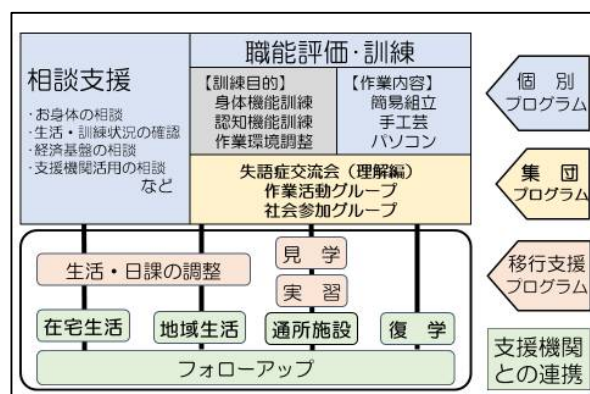 相談支援
・お身体の相談
・生活・訓練状況の確認
・経済基盤の相談
・支援機関活用の相談
など
職能評価・訓練
【訓練目的】
身体機能訓練
認知機能訓練
作業環境調整
【作業内容】
簡易組立
手工芸
パソコン
失語症交流会（理解編）
作業活動グループ
社会参加グループ
個 別
プログラム
集 団
プログラム
生活・日課の調整
見 学
実 習
移行支援
プログラム
在宅生活
地域生活
通所施設
復 学
フォローアップ
支援機関
との連携